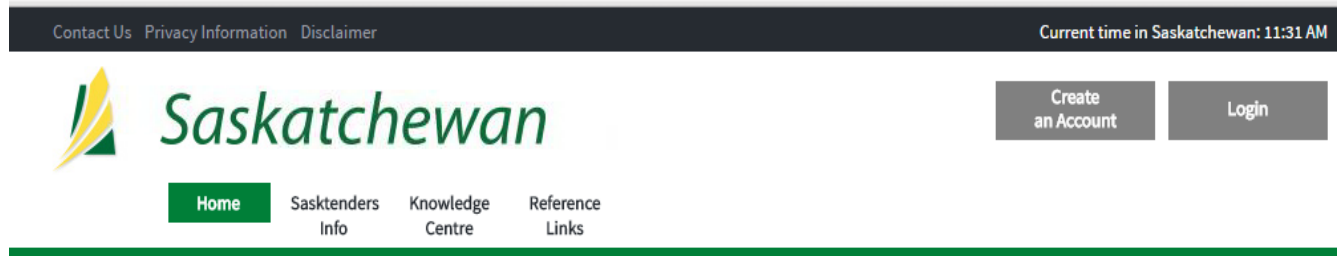 Contact Us Privacy Information Disclaimer
Current time in Saskatchewan: 11:31 AM
Saskatchewan
Create
an Account
Login
Home
Sasktenders
Info
Knowledge
Centre
Reference
Links